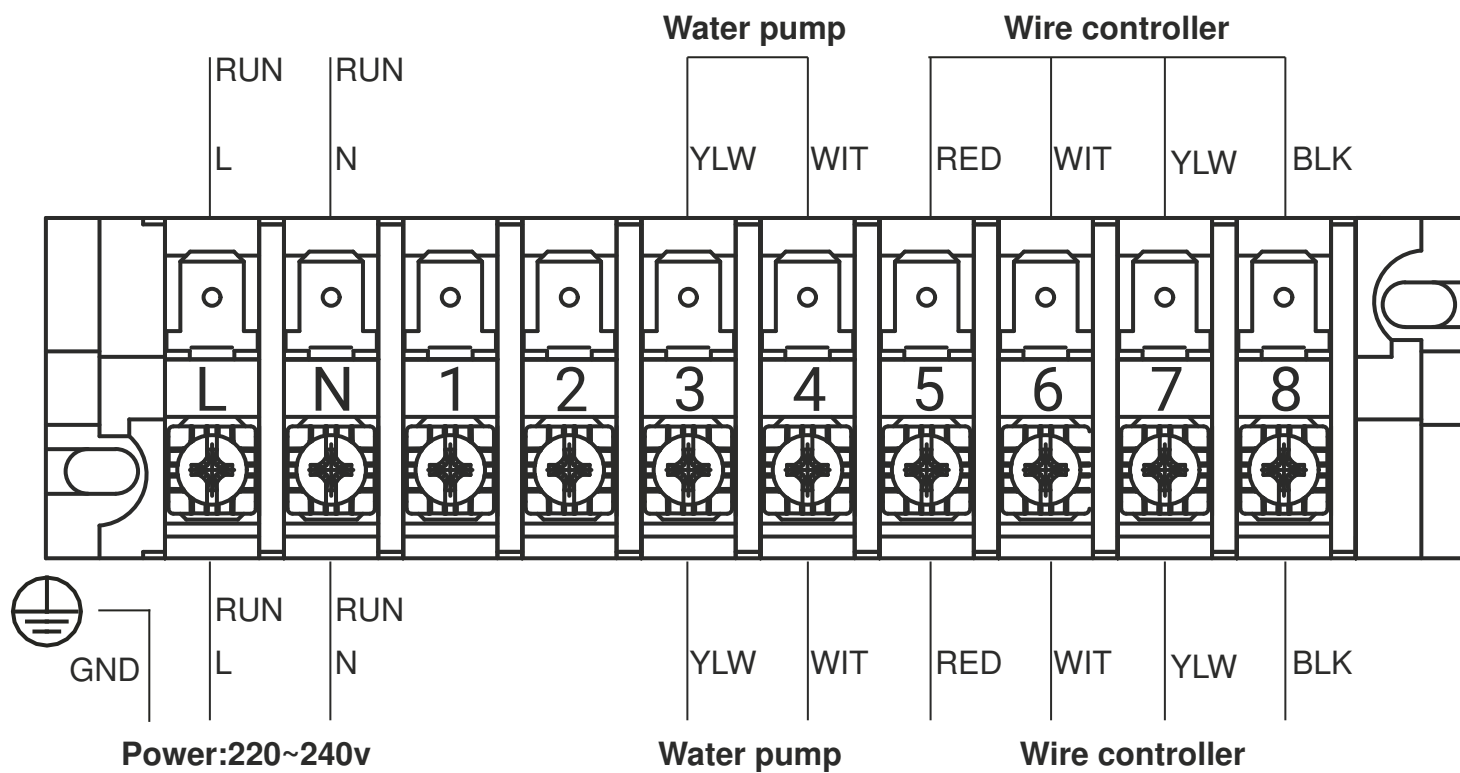 Water pump Wire controller
RUN RUN
L N YLW WIT RED WIT YLW BLK
L N 1 2 3 4 5 6 7 8
RUN RUN
GND L N YLW WIT RED WIT YLW BLK
Power:220~240v Water pump Wire controller